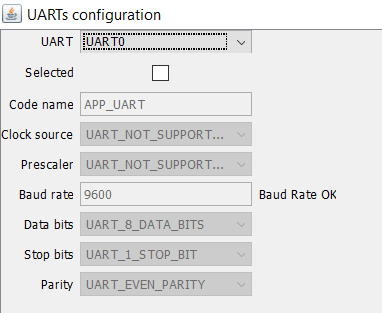 UARTs configuration
UART UART0
Selected
Code name APP_UART
Clock source UART_NOT_SUPPORT...
Prescaler UART_NOT_SUPPORT...
Baud rate 9600 Baud Rate OK
Data bits UART_8_DATA_BITS
Stop bits UART_1_STOP_BIT
Parity UART_EVEN_PARITY